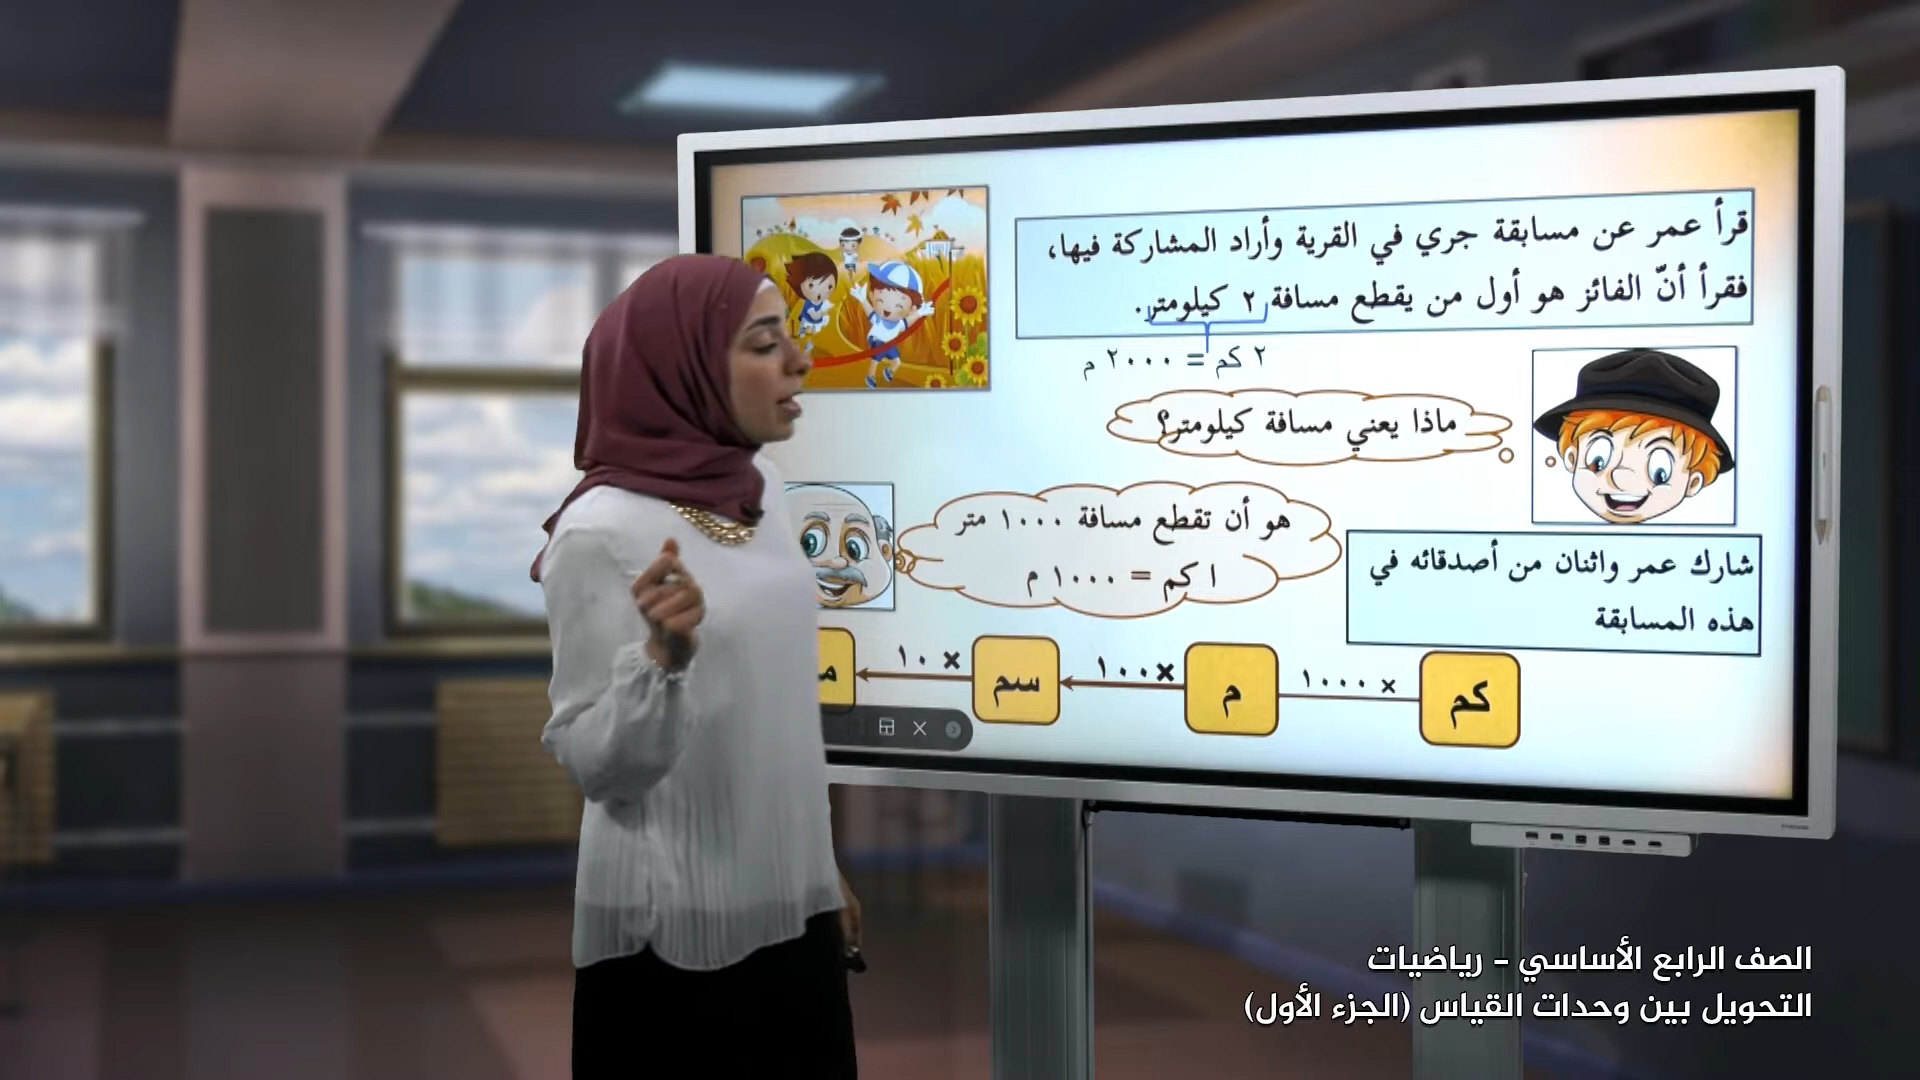 قرأ عمر عن مسابقة جري في القرية وأراد المشاركة فيها،
فقرأ أنّ الفائز هو أول من يقطع مسافة ٢ كيلومتر.
٢ كم = ٢٠٠٠ م
ماذا يعني مسافة كيلومتر؟
هو أن تقطع مسافة ١٠٠٠ متر
١ كم = ١٠٠٠ م
شارك عمر واثنان من أصدقائه في
هذه المسابقة
كم × ١٠٠٠ م ×١٠٠ سم × ١٠
الصف الرابع الأساسي - رياضيات
التحويل بين وحدات القياس (الجزء الأول)